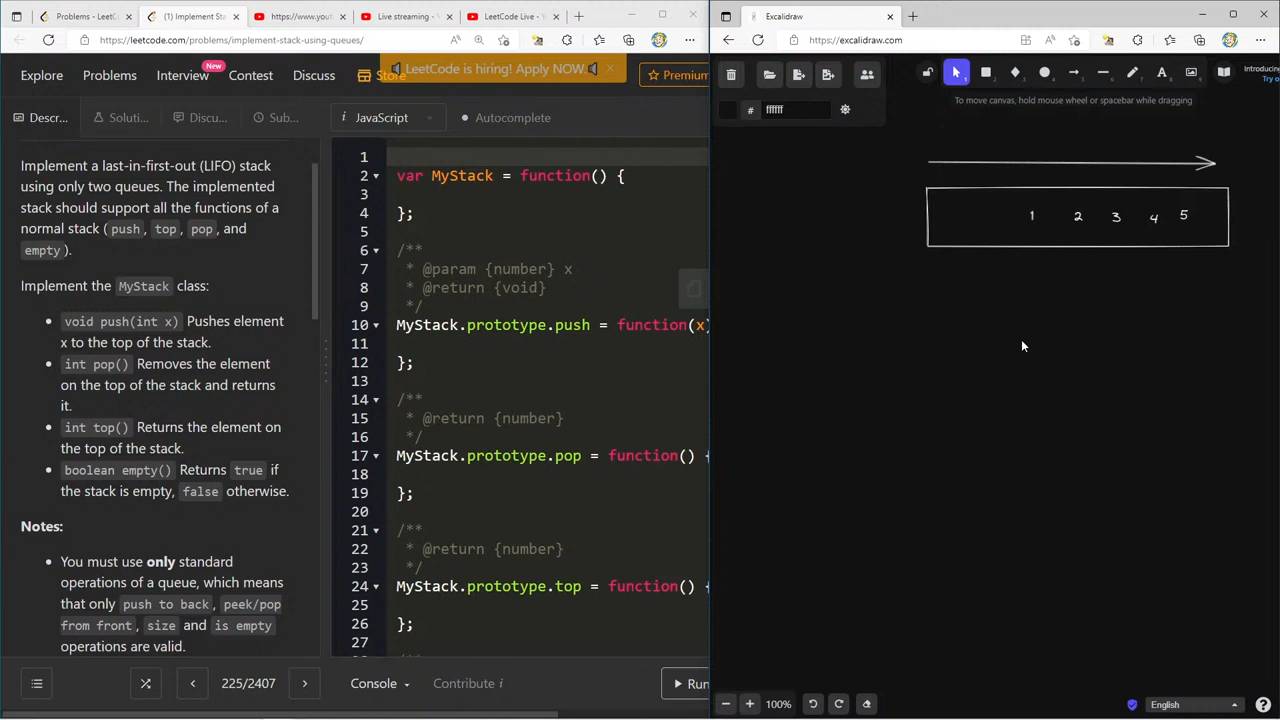 Problems - LeetCode
(1) Implement Sta
https://www.yout
Live streaming -
LeetCode Live -
https://leetcode.com/problems/implement-stack-using-queues/
LeetCode is hiring! Apply NOW.
Explore
Problems
Interview
New
Contest
Discuss
Store
Premium
Descr...
Soluti...
Discu...
Sub...
JavaScript
Autocomplete
Implement a last-in-first-out (LIFO) stack
using only two queues. The implemented
stack should support all the functions of a
normal stack (push, top, pop, and
empty).
Implement the MyStack class:
void push(int x) Pushes element
x to the top of the stack.
int pop() Removes the element
on the top of the stack and returns
it.
int top() Returns the element on
the top of the stack.
boolean empty() Returns true if
the stack is empty, false otherwise.
Notes:
You must use only standard
operations of a queue, which means
that only push to back, peek/pop
from front, size and is empty
operations are valid.
1
2 var MyStack = function() {
3
4 };
5
6 /**
7 * @param {number} x
8 * @return {void}
9 */
10 MyStack.prototype.push = function(x)
11
12 };
13
14 /**
15 * @return {number}
16 */
17 MyStack.prototype.pop = function() {
18
19 };
20
21 /**
22 * @return {number}
23 */
24 MyStack.prototype.top = function() {
25
26 };
27
225/2407
Console
Contribute i
Run
Excalidraw
https://excalidraw.com
Introducing
Try o
To move canvas, hold mouse wheel or spacebar while dragging
# ffffff
1 2 3 4 5
100%
English